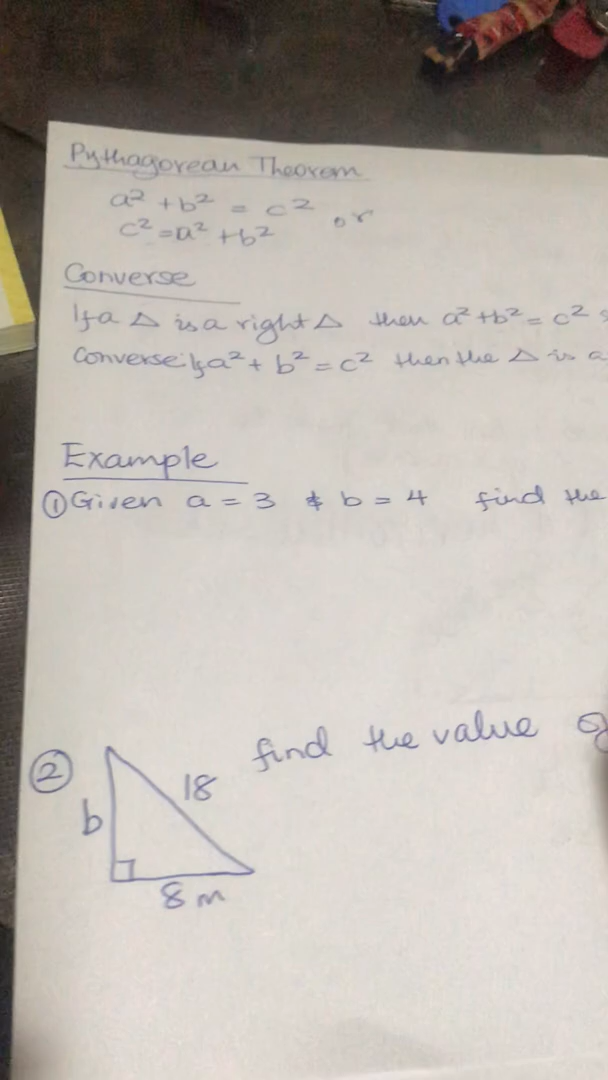 Pythagorean Theorem
a² + b² = c² or
c² = a² + b²
Converse
If a △ is a right △ then a² + b² = c²
Converse: If a² + b² = c² then the △ is a
Example
① Given a = 3 & b = 4 find the
② find the value
18
b
8 m